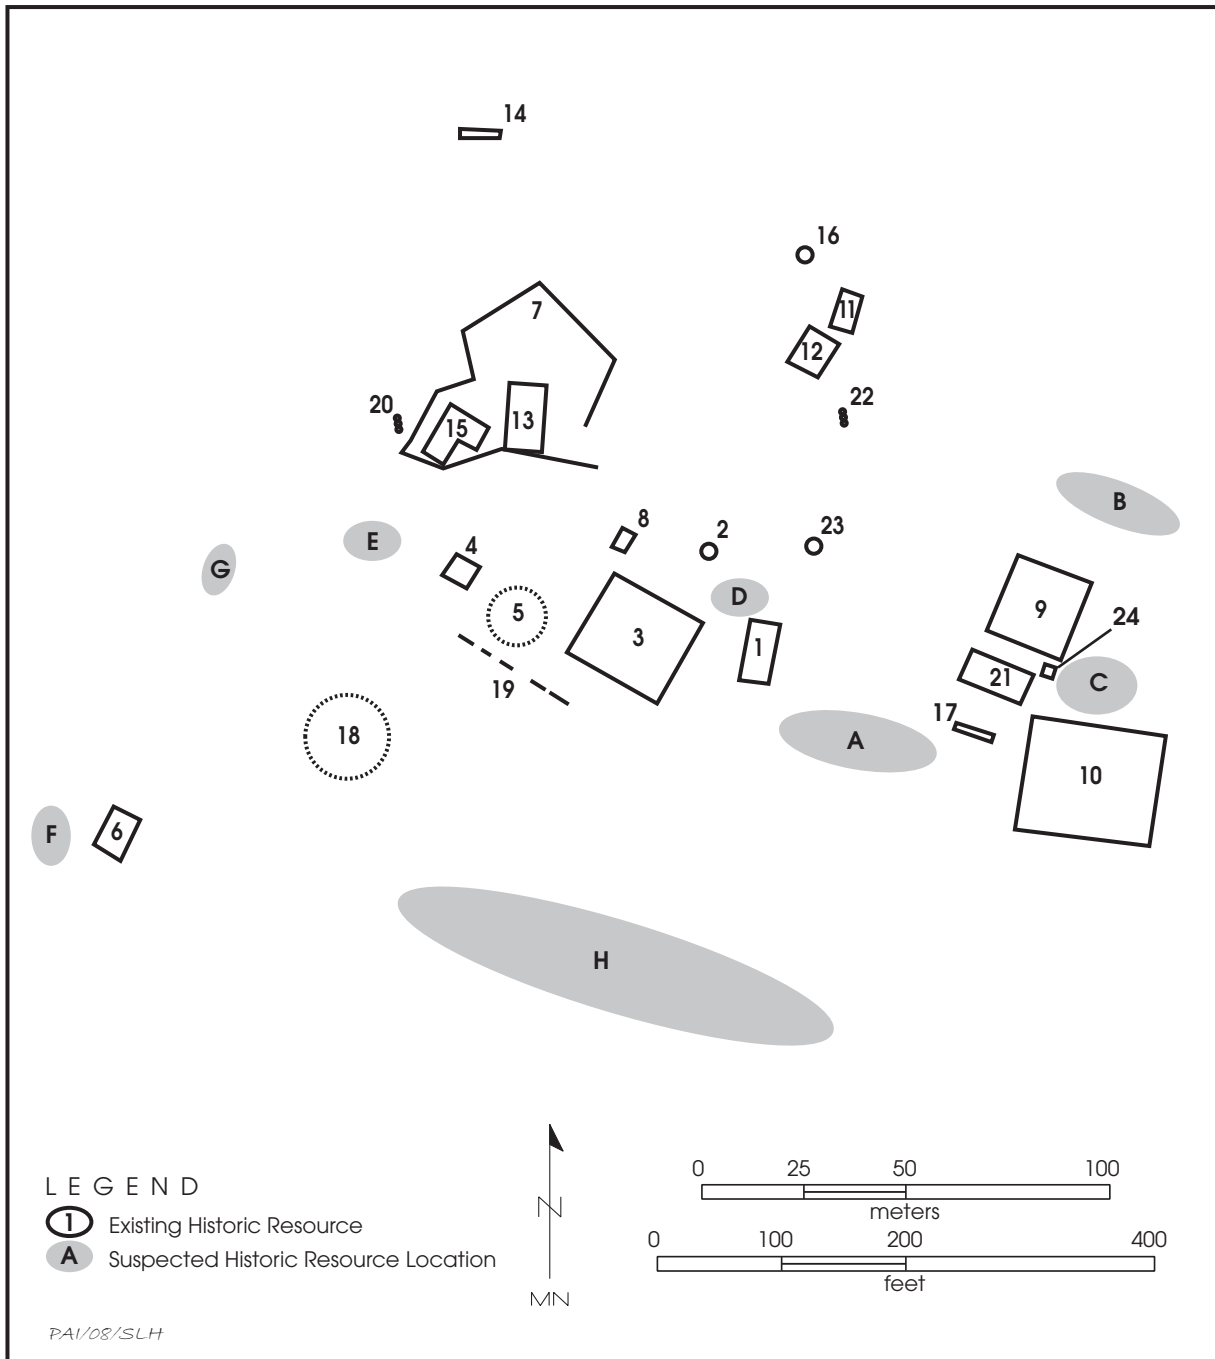 14
16
7
11
12
20
22
15
13
B
8
2
23
E
4
G
D
5
9
24
3
1
21
C
19
17
18
A
10
F
6
H
0 25 50 100
LEGEND
meters
1 Existing Historic Resource
N
0 100 200 400
A Suspected Historic Resource Location
feet
MN
PAI/08/SLH